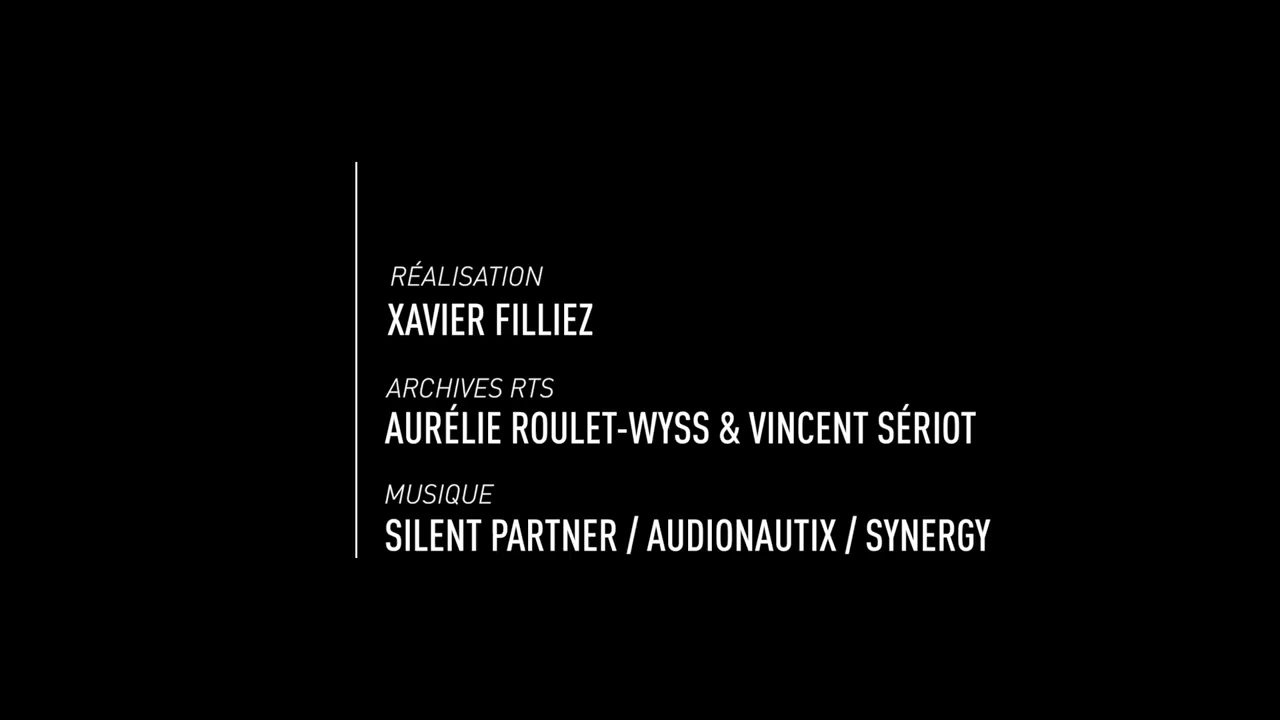 RÉALISATION
XAVIER FILLIEZ
ARCHIVES RTS
AURÉLIE ROULET-WYSS & VINCENT SÉRIOT
MUSIQUE
SILENT PARTNER / AUDIONAUTIX / SYNERGY